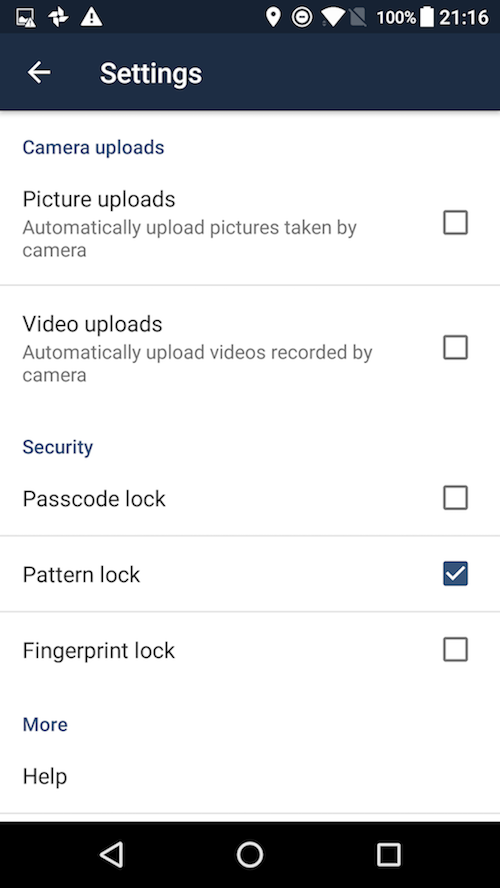 100% 21:16
Settings
Camera uploads
Picture uploads
Automatically upload pictures taken by
camera
Video uploads
Automatically upload videos recorded by
camera
Security
Passcode lock
Pattern lock
Fingerprint lock
More
Help